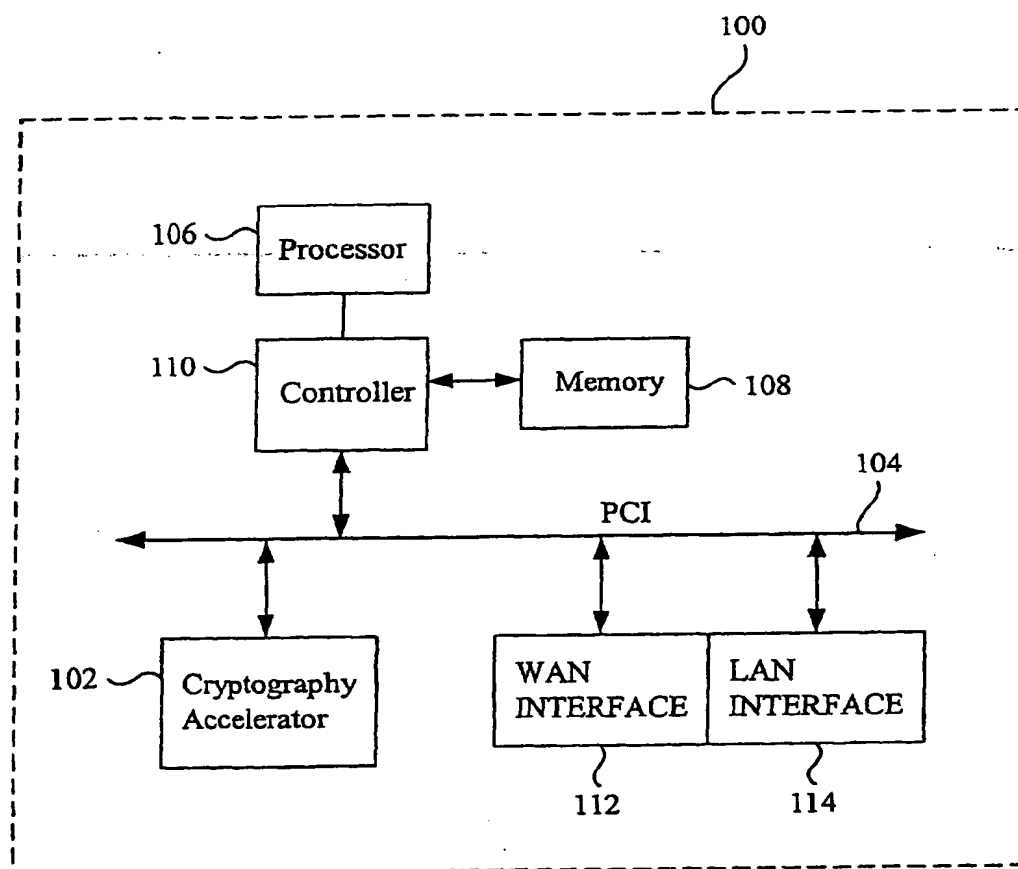 100
106
Processor
110
Controller
Memory
108
104
PCI
102
Cryptography
Accelerator
WAN
INTERFACE
LAN
INTERFACE
112
114